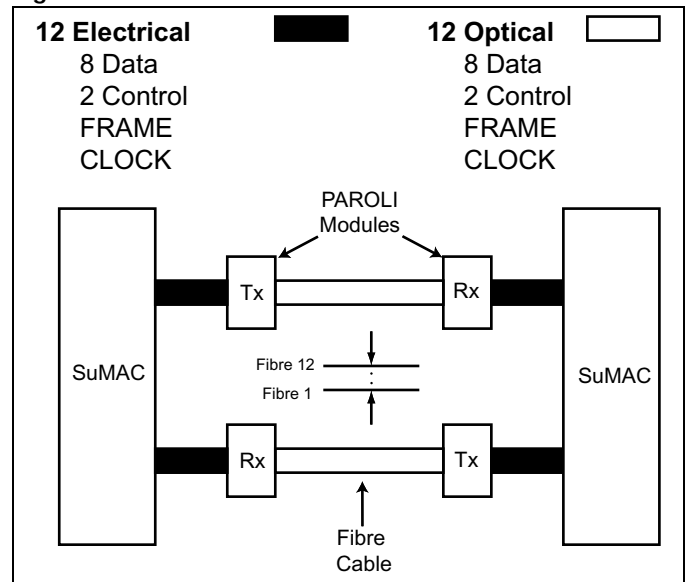 12 Electrical
8 Data
2 Control
FRAME
CLOCK
12 Optical
8 Data
2 Control
FRAME
CLOCK
PAROLI
Modules
Tx
Rx
SuMAC
Fibre 12
Fibre 1
SuMAC
Rx
Tx
Fibre
Cable